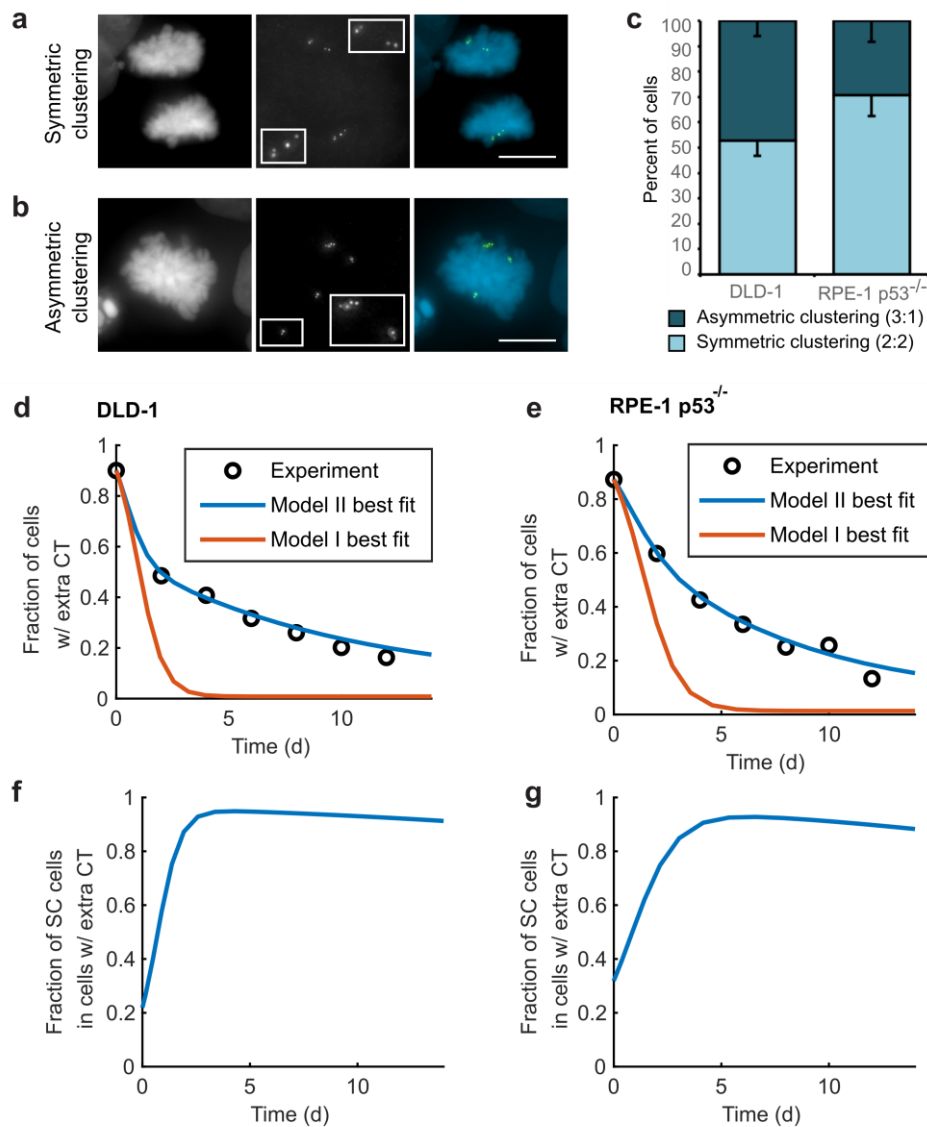 a
Symmetric
clustering
b
Asymmetric
clustering
c
Percent of cells
100
90
80
70
60
50
40
30
20
10
0
DLD-1
RPE-1 p53-/-
Asymmetric clustering (3:1)
Symmetric clustering (2:2)
d
DLD-1
Fraction of cells
w/ extra CT
1
0.8
0.6
0.4
0.2
0
Experiment
Model II best fit
Model I best fit
0
5
10
Time (d)
e
RPE-1 p53-/-
Fraction of cells
w/ extra CT
1
0.8
0.6
0.4
0.2
0
Experiment
Model II best fit
Model I best fit
0
5
10
Time (d)
f
Fraction of SC cells
in cells w/ extra CT
1
0.8
0.6
0.4
0.2
0
0
5
10
Time (d)
g
Fraction of SC cells
in cells w/ extra CT
1
0.8
0.6
0.4
0.2
0
0
5
10
Time (d)